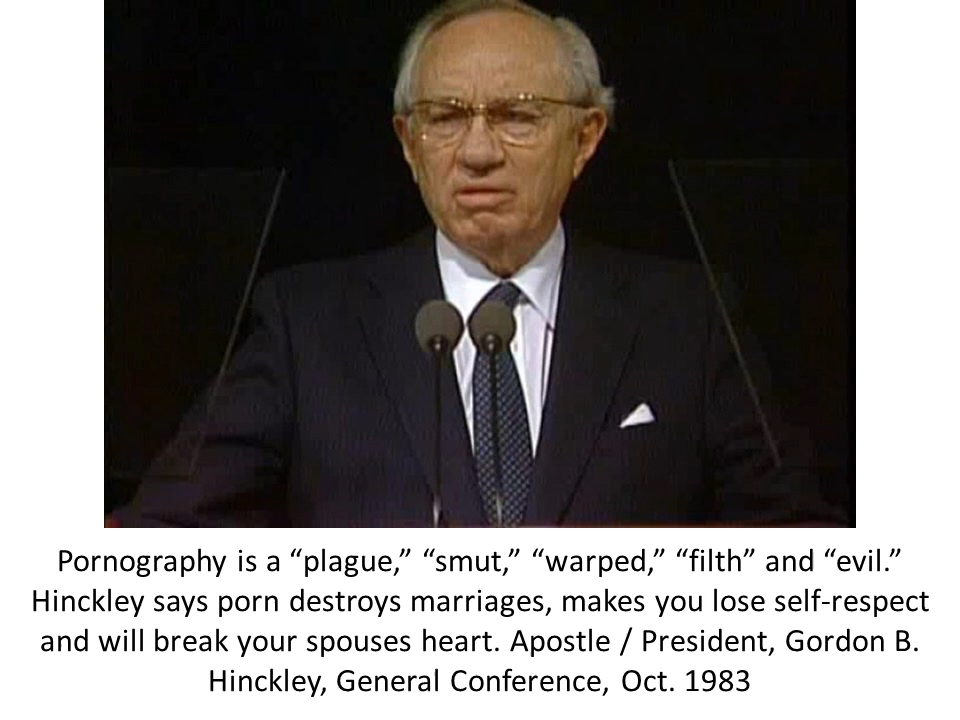 Pornography is a “plague,” “smut,” “warped,” “filth” and “evil.”
Hinckley says porn destroys marriages, makes you lose self-respect
and will break your spouses heart. Apostle / President, Gordon B.
Hinckley, General Conference, Oct. 1983